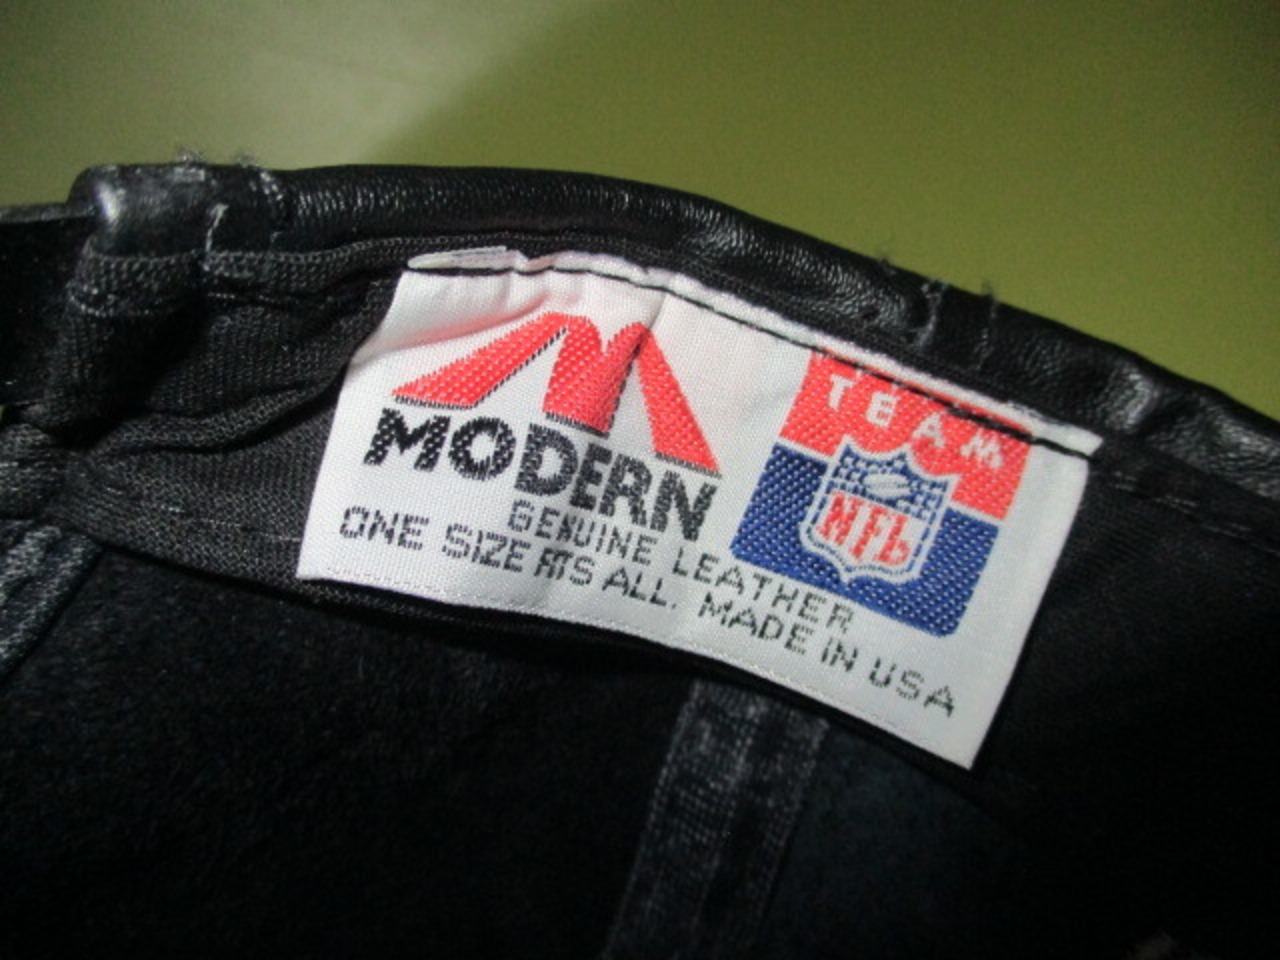 MODERN
GENUINE LEATHER
ONE SIZE FITS ALL. MADE IN USA
TEAM
NFL